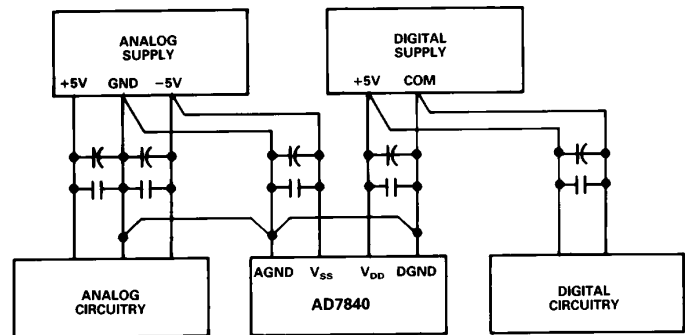 ANALOG
SUPPLY
+5V GND −5V
DIGITAL
SUPPLY
+5V COM
AGND VSS VDD DGND
AD7840
ANALOG
CIRCUITRY
DIGITAL
CIRCUITRY